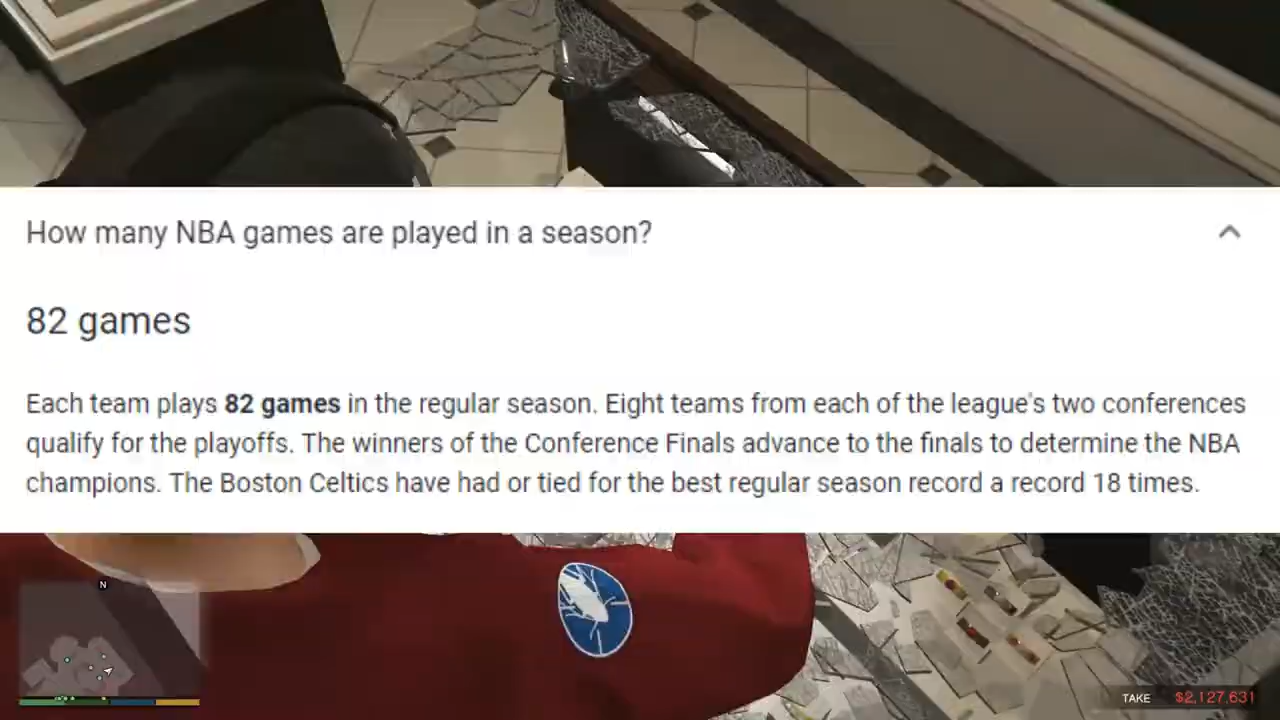 How many NBA games are played in a season?
82 games
Each team plays 82 games in the regular season. Eight teams from each of the league's two conferences
qualify for the playoffs. The winners of the Conference Finals advance to the finals to determine the NBA
champions. The Boston Celtics have had or tied for the best regular season record a record 18 times.
N
TAKE $2,127,631